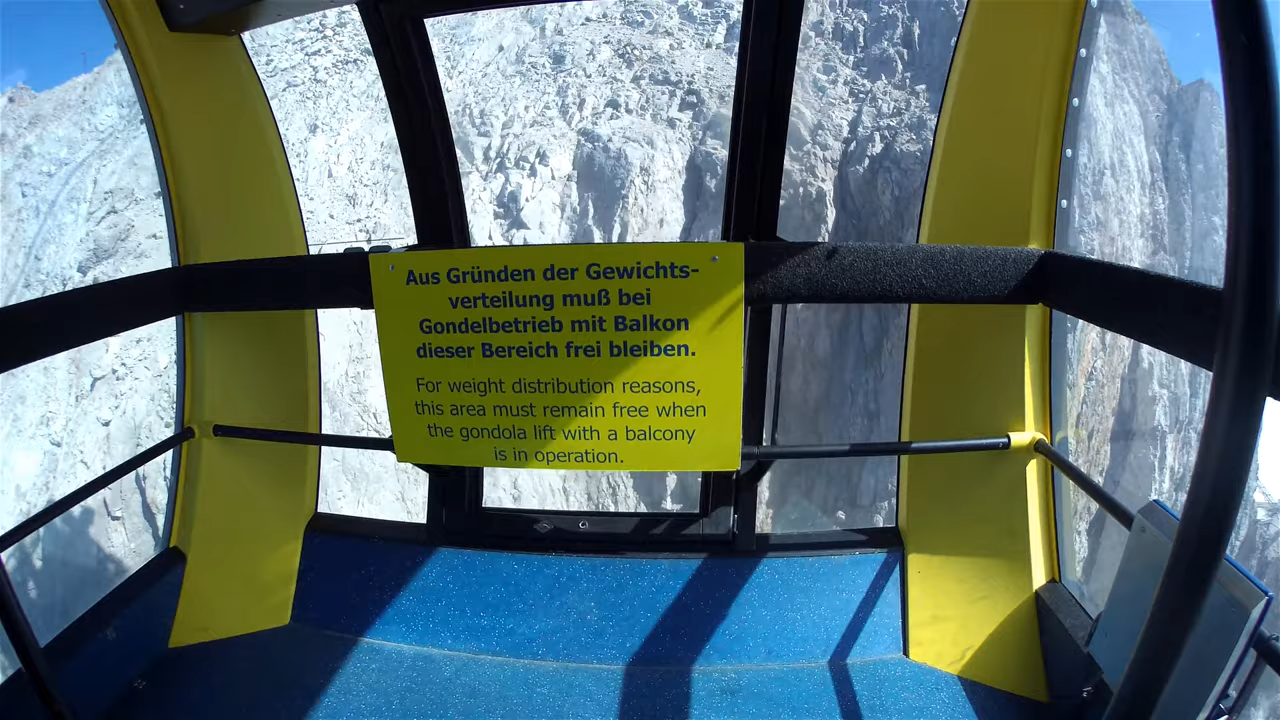 Aus Gründen der Gewichts-
verteilung muß bei
Gondelbetrieb mit Balkon
dieser Bereich frei bleiben.
For weight distribution reasons,
this area must remain free when
the gondola lift with a balcony
is in operation.